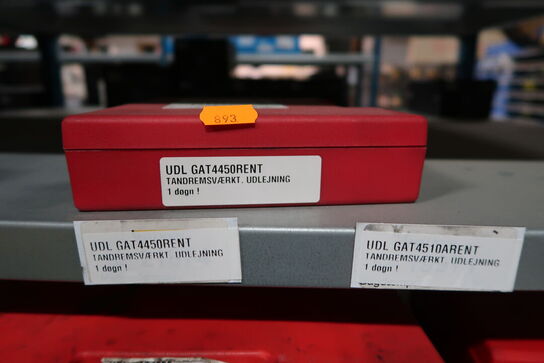 893
UDL GAT4450RENT
TANDREMSVÆRKT. UDLEJNING
1 døgn !
UDL GAT4450RENT
TANDREMSVÆRKT. UDLEJNING
1 døgn !
UDL GAT4510ARENT
TANDREMSVÆRKT. UDLEJNING
1 døgn !